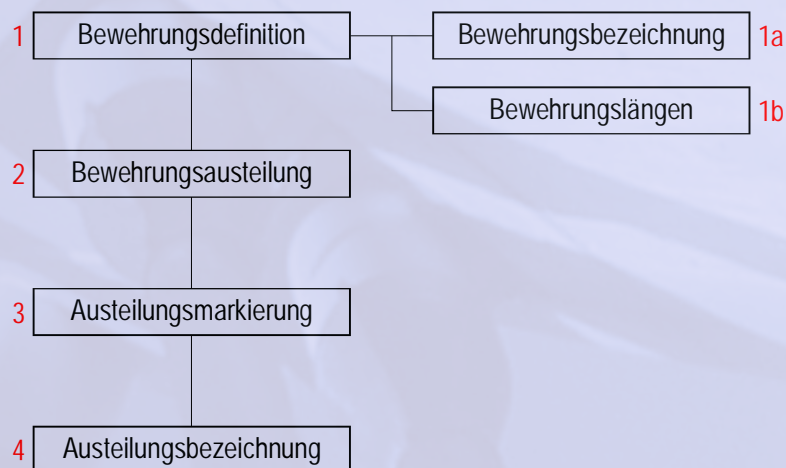 1 Bewehrungsdefinition Bewehrungsbezeichnung 1a
Bewehrungslängen 1b
2 Bewehrungsausteilung
3 Austeilungsmarkierung
4 Austeilungsbezeichnung